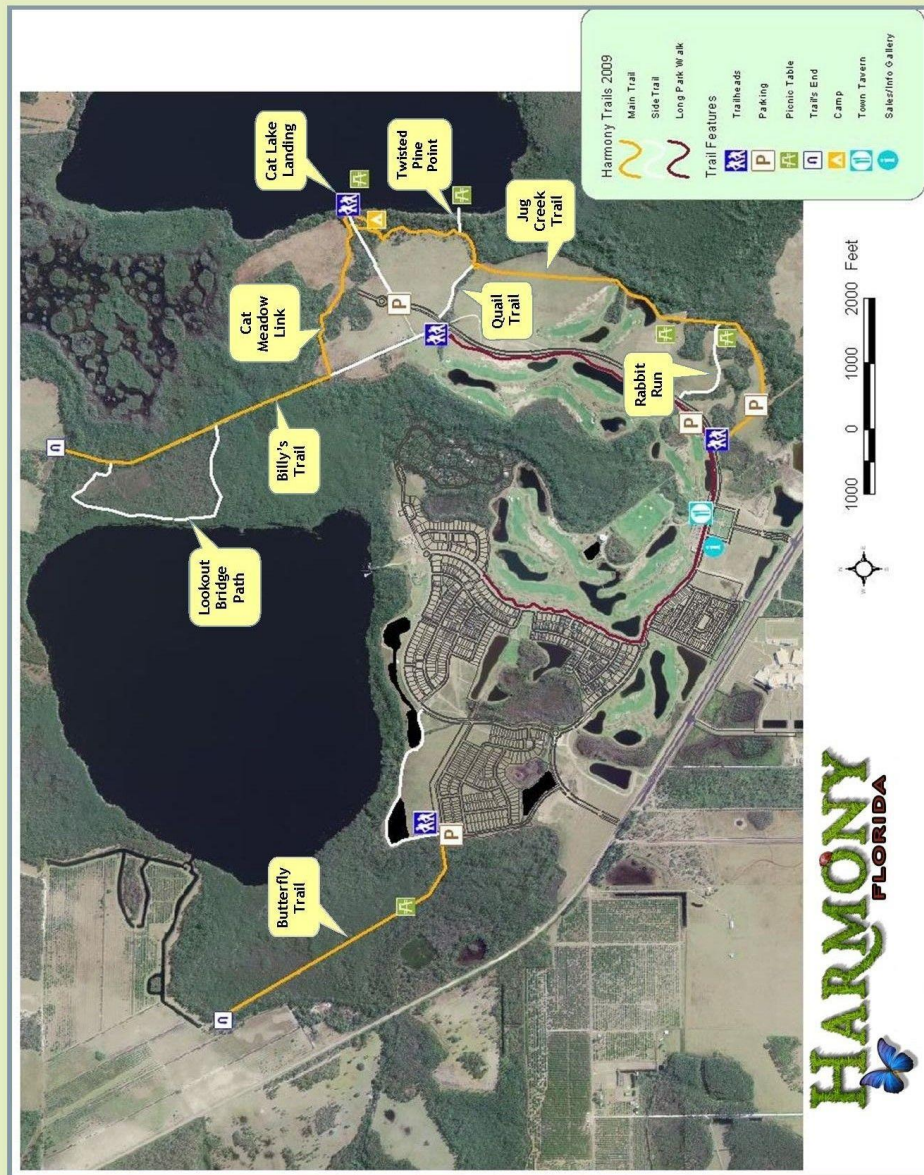 Cat Lake
Landing
Twisted
Pine
Point
Jug
Creek
Trail
Cat
Meadow
Link
Quail
Trail
Rabbit
Run
Billy's
Trail
Lookout
Bridge
Path
Butterfly
Trail
P
P
P
P
i
Harmony Trails 2009
Main Trail
Side Trail
Long Park Walk
Trail Features
Trailheads
P Parking
Picnic Table
Trail's End
Camp
Town Tavern
i Sales/Info Gallery
1000 0 1000 2000 Feet
N
W E
S
HARMONY
FLORIDA